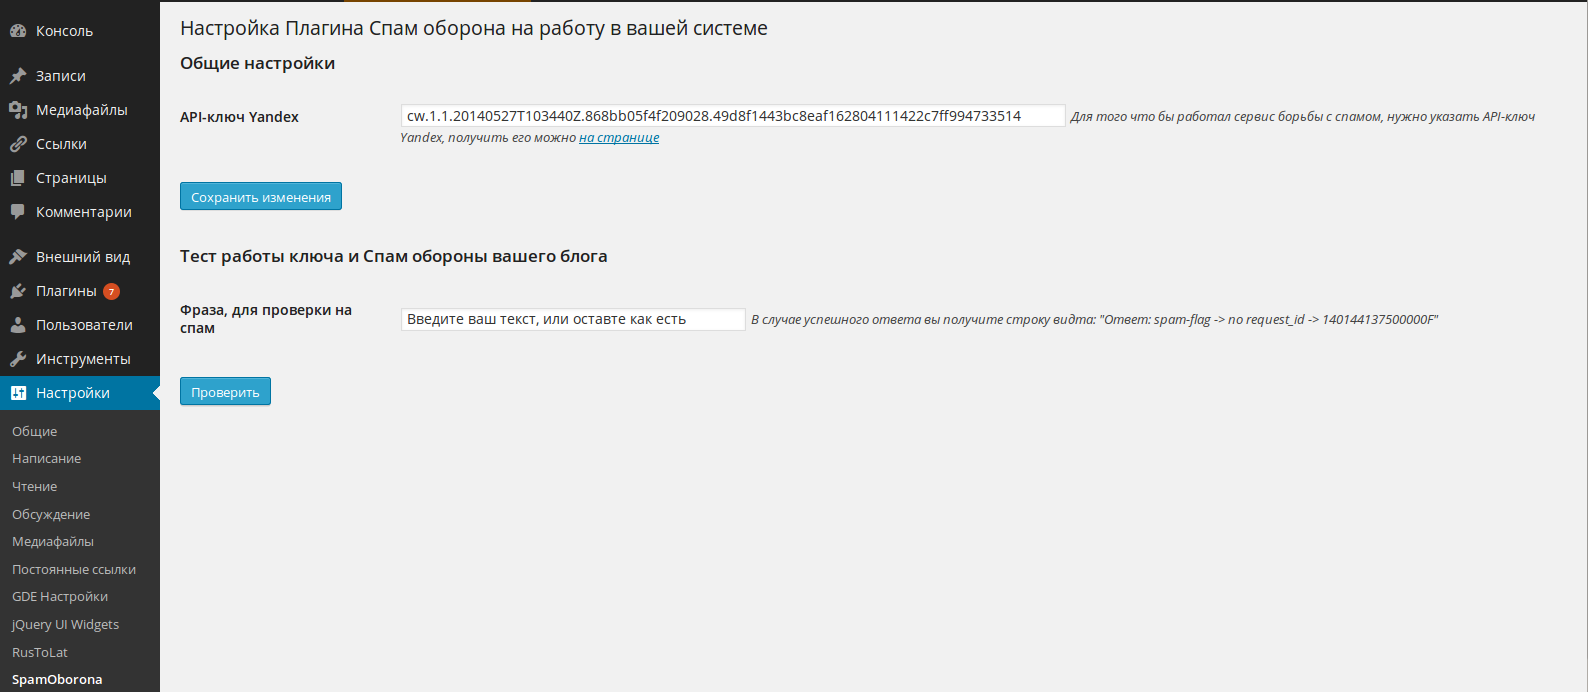 Консоль
Записи
Медиафайлы
Ссылки
Страницы
Комментарии
Внешний вид
Плагины 7
Пользователи
Инструменты
Настройки
Общие
Написание
Чтение
Обсуждение
Медиафайлы
Постоянные ссылки
GDE Настройки
jQuery UI Widgets
RusToLat
SpamOborona
Настройка Плагина Спам оборона на работу в вашей системе
Общие настройки
API-ключ Yandex
cw.1.1.20140527T103440Z.868bb05f4f209028.49d8f1443bc8eaf162804111422c7ff994733514 Для того что бы работал сервис борьбы с спамом, нужно указать API-ключ
Yandex, получить его можно на странице
Сохранить изменения
Тест работы ключа и Спам обороны вашего блога
Фраза, для проверки на
спам
Введите ваш текст, или оставте как есть В случае успешного ответа вы получите строку видта: "Ответ: spam-flag -> no request_id -> 140144137500000F"
Проверить